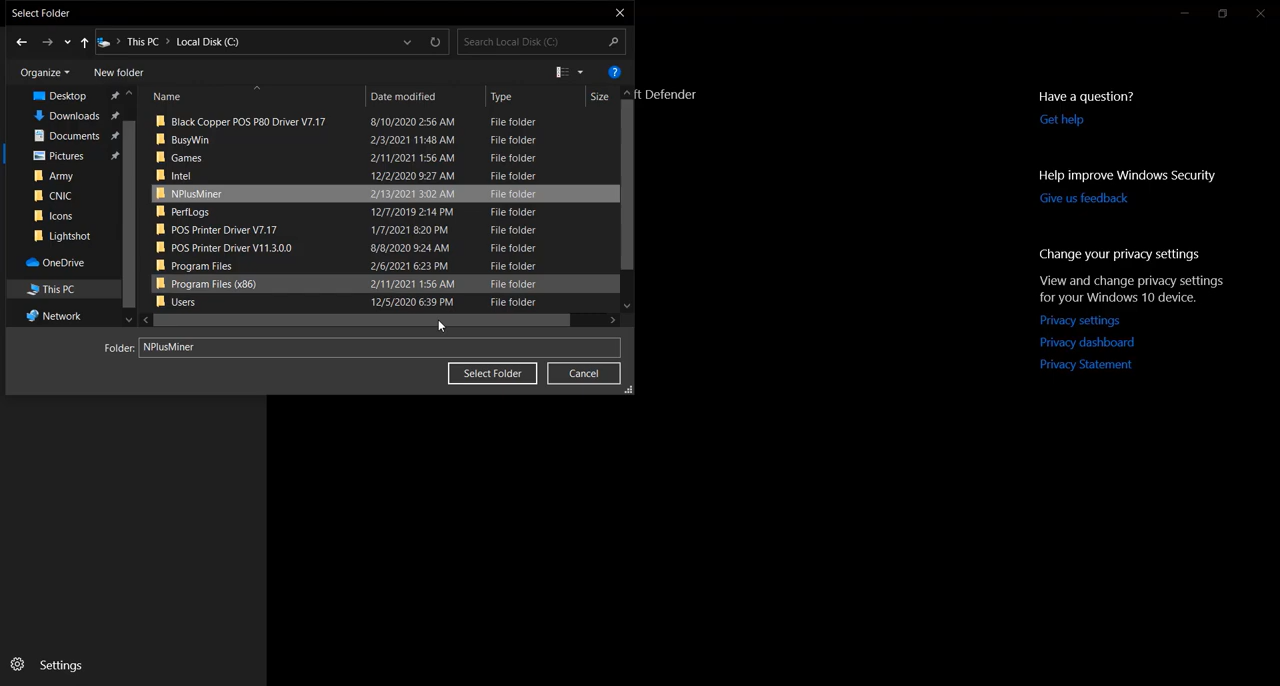 Select Folder
This PC > Local Disk (C:)
Search Local Disk (C:)
Organize
New folder
Desktop
Downloads
Documents
Pictures
Army
CNIC
Icons
Lightshot
OneDrive
This PC
Network
Name Date modified Type Size
Black Copper POS P80 Driver V7.17 8/10/2020 2:56 AM File folder
BusyWin 2/3/2021 11:48 AM File folder
Games 2/11/2021 1:56 AM File folder
Intel 12/2/2020 9:27 AM File folder
NPlusMiner 2/13/2021 3:02 AM File folder
PerfLogs 12/7/2019 2:14 PM File folder
POS Printer Driver V7.17 1/7/2021 8:20 PM File folder
POS Printer Driver V11.3.0.0 8/8/2020 9:24 AM File folder
Program Files 2/6/2021 6:23 PM File folder
Program Files (x86) 2/11/2021 1:56 AM File folder
Users 12/5/2020 6:39 PM File folder
Folder: NPlusMiner
Select Folder
Cancel
ft Defender
Have a question?
Get help
Help improve Windows Security
Give us feedback
Change your privacy settings
View and change privacy settings
for your Windows 10 device.
Privacy settings
Privacy dashboard
Privacy Statement
Settings